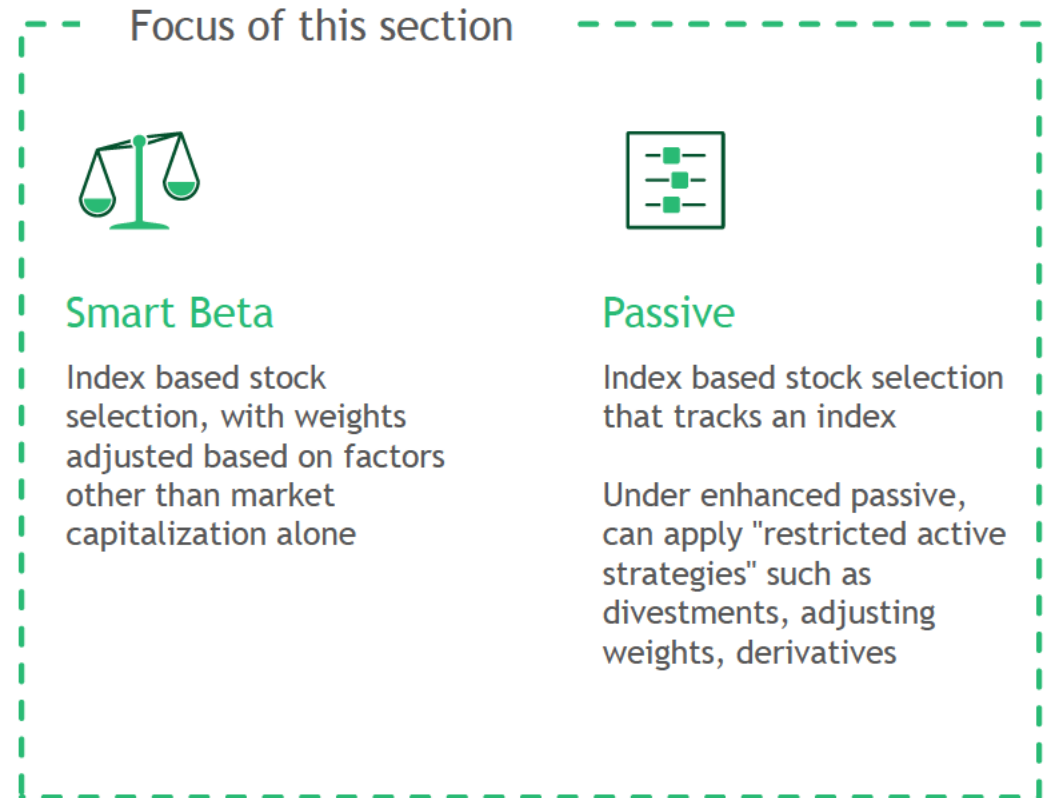 Focus of this section
Smart Beta
Index based stock
selection, with weights
adjusted based on factors
other than market
capitalization alone
Passive
Index based stock selection
that tracks an index
Under enhanced passive,
can apply "restricted active
strategies" such as
divestments, adjusting
weights, derivatives